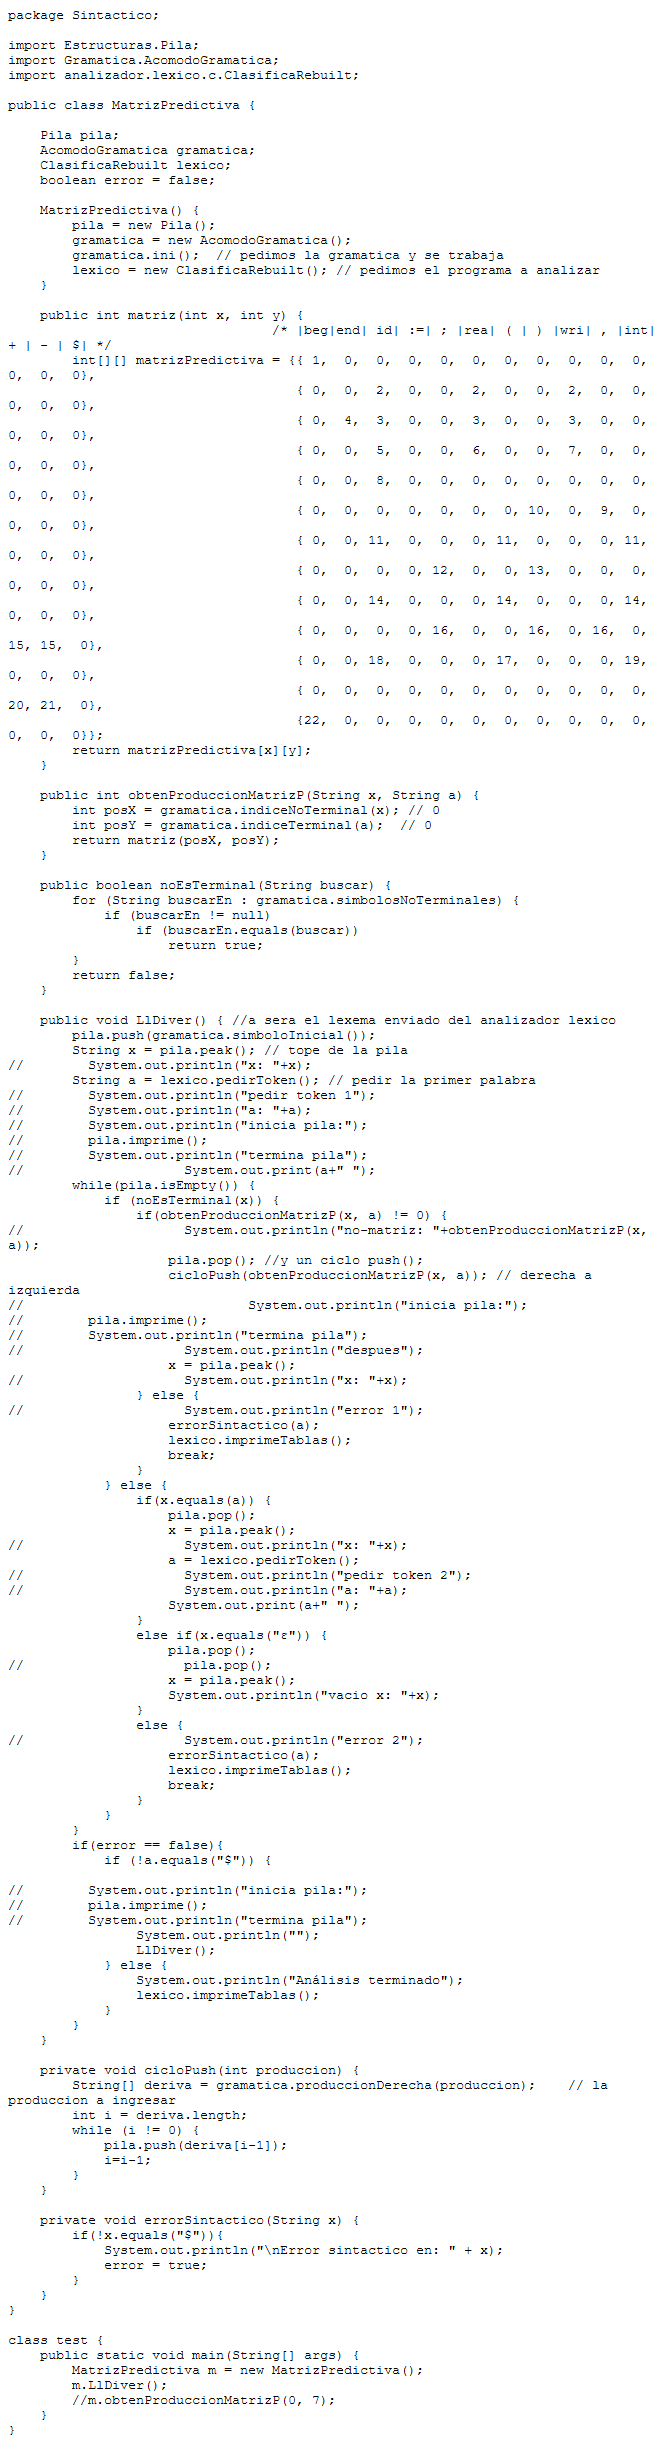 package Sintactico;

import Estructuras.Pila;
import Gramatica.AcomodoGramatica;
import analizador.lexico.c.ClasificaRebuilt;

public class MatrizPredictiva {

    Pila pila;
    AcomodoGramatica gramatica;
    ClasificaRebuilt lexico;
    boolean error = false;

    MatrizPredictiva() {
        pila = new Pila();
        gramatica = new AcomodoGramatica();
        gramatica.ini();  // pedimos la gramatica y se trabaja
        lexico = new ClasificaRebuilt(); // pedimos el programa a analizar
    }

    public int matriz(int x, int y) {
                                 /* |beg|end| id| :=| ; |rea| ( | ) |wri| , |int|
+ | - | $| */
        int[][] matrizPredictiva = {{ 1,  0,  0,  0,  0,  0,  0,  0,  0,  0,  0,
0,  0,  0},
                                    { 0,  0,  2,  0,  0,  2,  0,  0,  2,  0,  0,
0,  0,  0},
                                    { 0,  4,  3,  0,  0,  3,  0,  0,  3,  0,  0,
0,  0,  0},
                                    { 0,  0,  5,  0,  0,  6,  0,  0,  7,  0,  0,
0,  0,  0},
                                    { 0,  0,  8,  0,  0,  0,  0,  0,  0,  0,  0,
0,  0,  0},
                                    { 0,  0,  0,  0,  0,  0,  0, 10,  0,  9,  0,
0,  0,  0},
                                    { 0,  0, 11,  0,  0,  0, 11,  0,  0,  0, 11,
0,  0,  0},
                                    { 0,  0,  0,  0, 12,  0,  0, 13,  0,  0,  0,
0,  0,  0},
                                    { 0,  0, 14,  0,  0,  0, 14,  0,  0,  0, 14,
0,  0,  0},
                                    { 0,  0,  0,  0, 16,  0,  0, 16,  0, 16,  0,
15, 15,  0},
                                    { 0,  0, 18,  0,  0,  0, 17,  0,  0,  0, 19,
0,  0,  0},
                                    { 0,  0,  0,  0,  0,  0,  0,  0,  0,  0,  0,
20, 21,  0},
                                    {22,  0,  0,  0,  0,  0,  0,  0,  0,  0,  0,
0,  0,  0}};
        return matrizPredictiva[x][y];
    }

    public int obtenProduccionMatrizP(String x, String a) {
        int posX = gramatica.indiceNoTerminal(x); // 0
        int posY = gramatica.indiceTerminal(a);  // 0
        return matriz(posX, posY);
    }

    public boolean noEsTerminal(String buscar) {
        for (String buscarEn : gramatica.simbolosNoTerminales) {
            if (buscarEn != null)
                if (buscarEn.equals(buscar))
                    return true;
        }
        return false;
    }

    public void LlDiver() { //a sera el lexema enviado del analizador lexico
        pila.push(gramatica.simboloInicial());
        String x = pila.peak(); // tope de la pila
//        System.out.println("x: "+x);
        String a = lexico.pedirToken(); // pedir la primer palabra
//        System.out.println("pedir token 1");
//        System.out.println("a: "+a);
//        System.out.println("inicia pila:");
//        pila.imprime();
//        System.out.println("termina pila");
//                    System.out.print(a+" ");
        while(pila.isEmpty()) {
            if (noEsTerminal(x)) {
                if(obtenProduccionMatrizP(x, a) != 0) {
//                    System.out.println("no-matriz: "+obtenProduccionMatrizP(x,
a));
                    pila.pop(); //y un ciclo push();
                    cicloPush(obtenProduccionMatrizP(x, a)); // derecha a
izquierda
//                            System.out.println("inicia pila:");
//        pila.imprime();
//        System.out.println("termina pila");
//                    System.out.println("despues");
                    x = pila.peak();
//                    System.out.println("x: "+x);
                } else {
//                    System.out.println("error 1");
                    errorSintactico(a);
                    lexico.imprimeTablas();
                    break;
                }
            } else {
                if(x.equals(a)) {
                    pila.pop();
                    x = pila.peak();
//                    System.out.println("x: "+x);
                    a = lexico.pedirToken();
//                    System.out.println("pedir token 2");
//                    System.out.println("a: "+a);
                    System.out.print(a+" ");
                }
                else if(x.equals("ε")) {
                    pila.pop();
//                    pila.pop();
                    x = pila.peak();
                    System.out.println("vacio x: "+x);
                }
                else {
//                    System.out.println("error 2");
                    errorSintactico(a);
                    lexico.imprimeTablas();
                    break;
                }
            }
        }
        if(error == false){
            if (!a.equals("$")) {

//        System.out.println("inicia pila:");
//        pila.imprime();
//        System.out.println("termina pila");
                System.out.println("");
                LlDiver();
            } else {
                System.out.println("Análisis terminado");
                lexico.imprimeTablas();
            }
        }
    }

    private void cicloPush(int produccion) {
        String[] deriva = gramatica.produccionDerecha(produccion);    // la
produccion a ingresar
        int i = deriva.length;
        while (i != 0) {
            pila.push(deriva[i-1]);
            i=i-1;
        }
    }

    private void errorSintactico(String x) {
        if(!x.equals("$")){
            System.out.println("\nError sintactico en: " + x);
            error = true;
        }
    }
}

class test {
    public static void main(String[] args) {
        MatrizPredictiva m = new MatrizPredictiva();
        m.LlDiver();
        //m.obtenProduccionMatrizP(0, 7);
    }
}